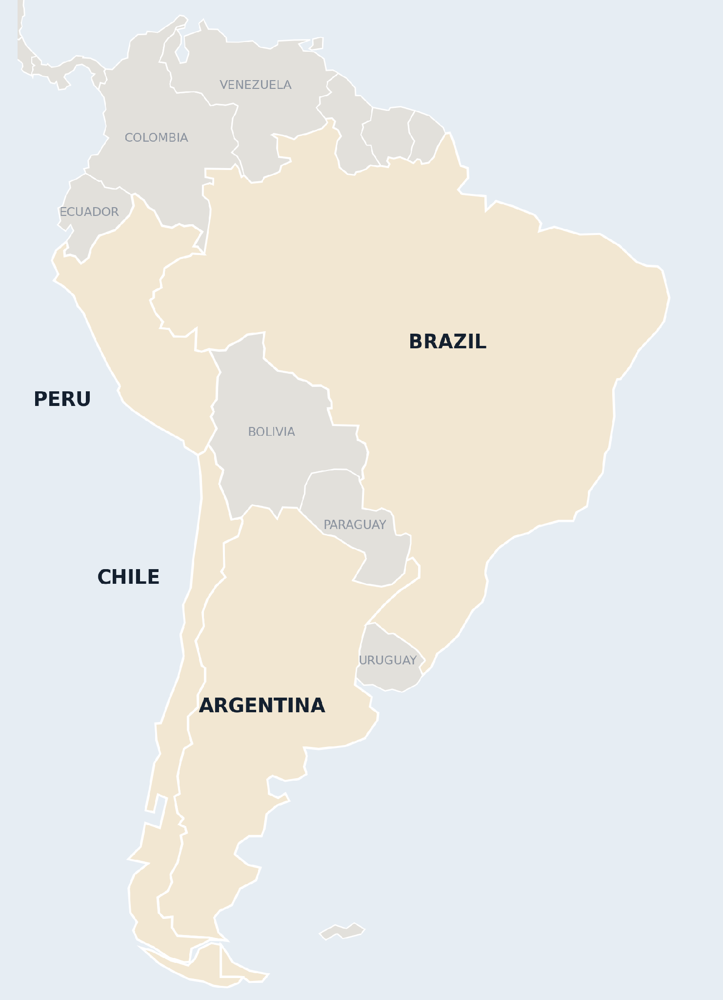 VENEZUELA
COLOMBIA
ECUADOR
BRAZIL
PERU
BOLIVIA
PARAGUAY
CHILE
URUGUAY
ARGENTINA